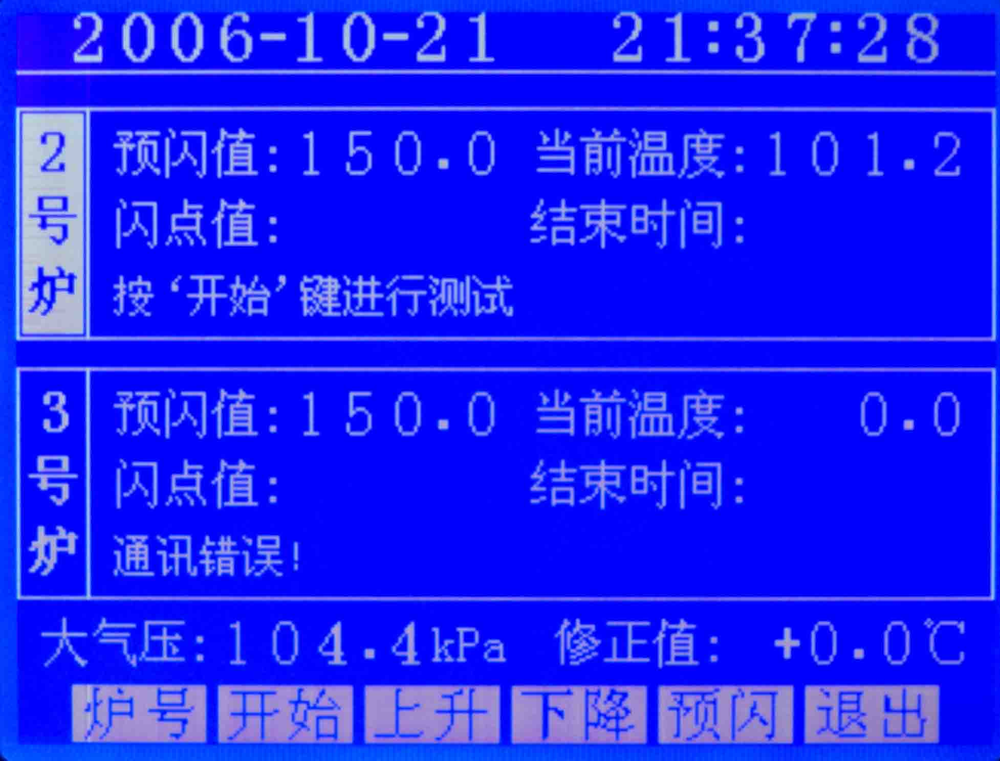 2006-10-21 21:37:28
2号炉
预闪值:150.0 当前温度:101.2
闪点值: 结束时间:
按‘开始’键进行测试
3号炉
预闪值:150.0 当前温度: 0.0
闪点值: 结束时间:
通讯错误!
大气压:104.4kPa 修正值: +0.0℃
炉号 开始 上升 下降 预闪 退出